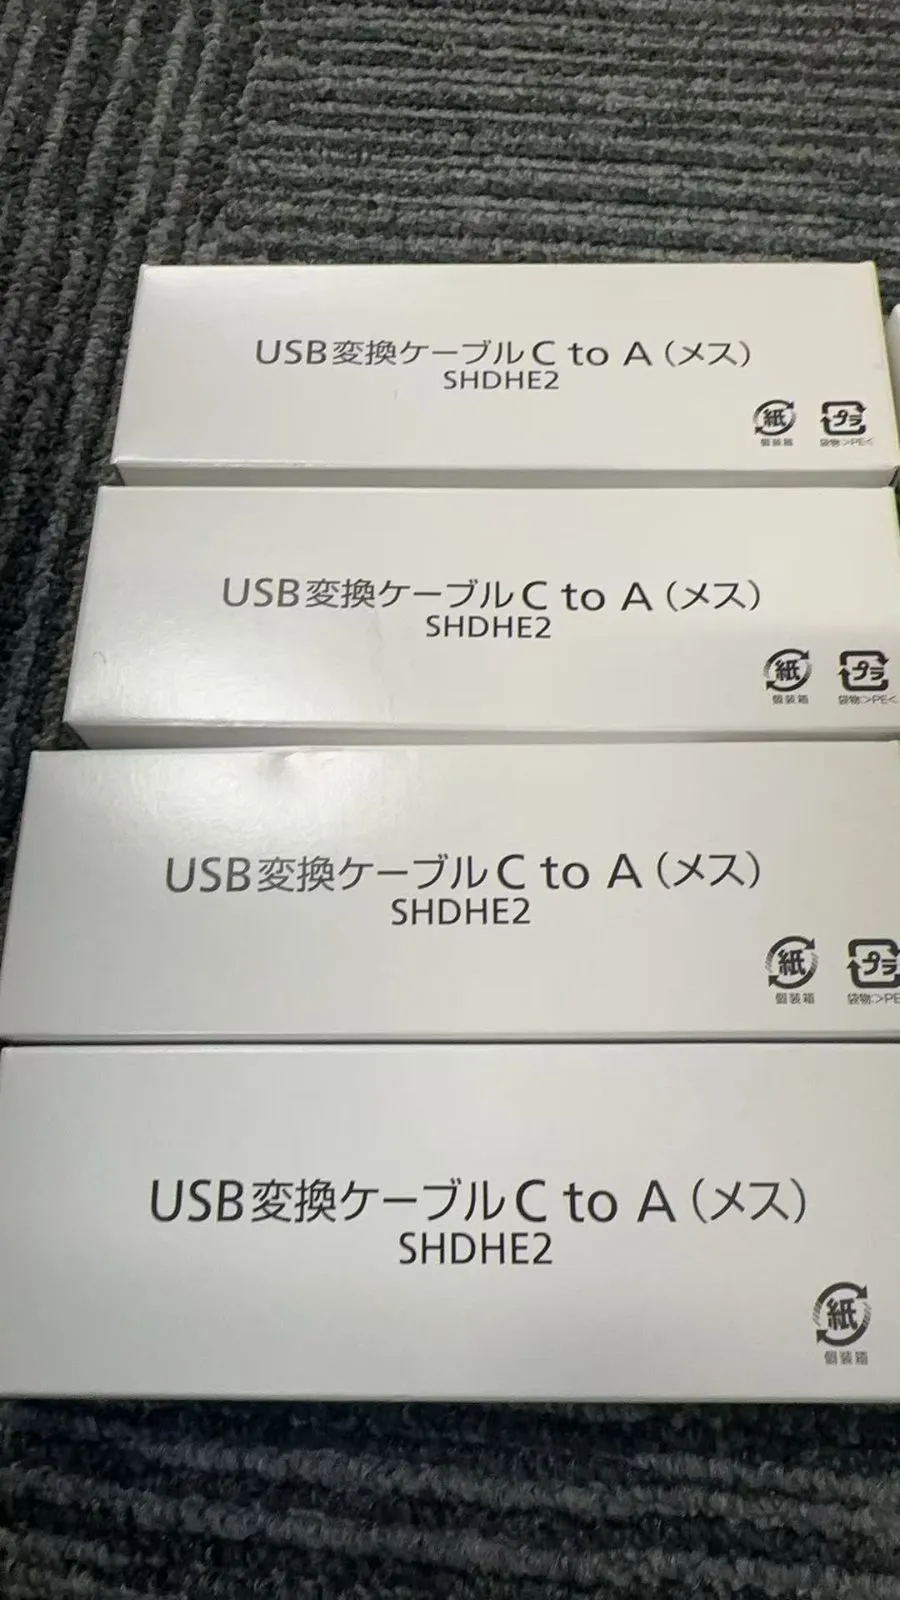 USB変換ケーブル C to A（メス）
SHDHE2
紙 プラ
個装箱 袋物:>PE<
USB変換ケーブル C to A（メス）
SHDHE2
紙 プラ
個装箱 袋物:>PE<
USB変換ケーブル C to A（メス）
SHDHE2
紙 プラ
個装箱 袋物:>PE
USB変換ケーブル C to A（メス）
SHDHE2
紙
個装箱